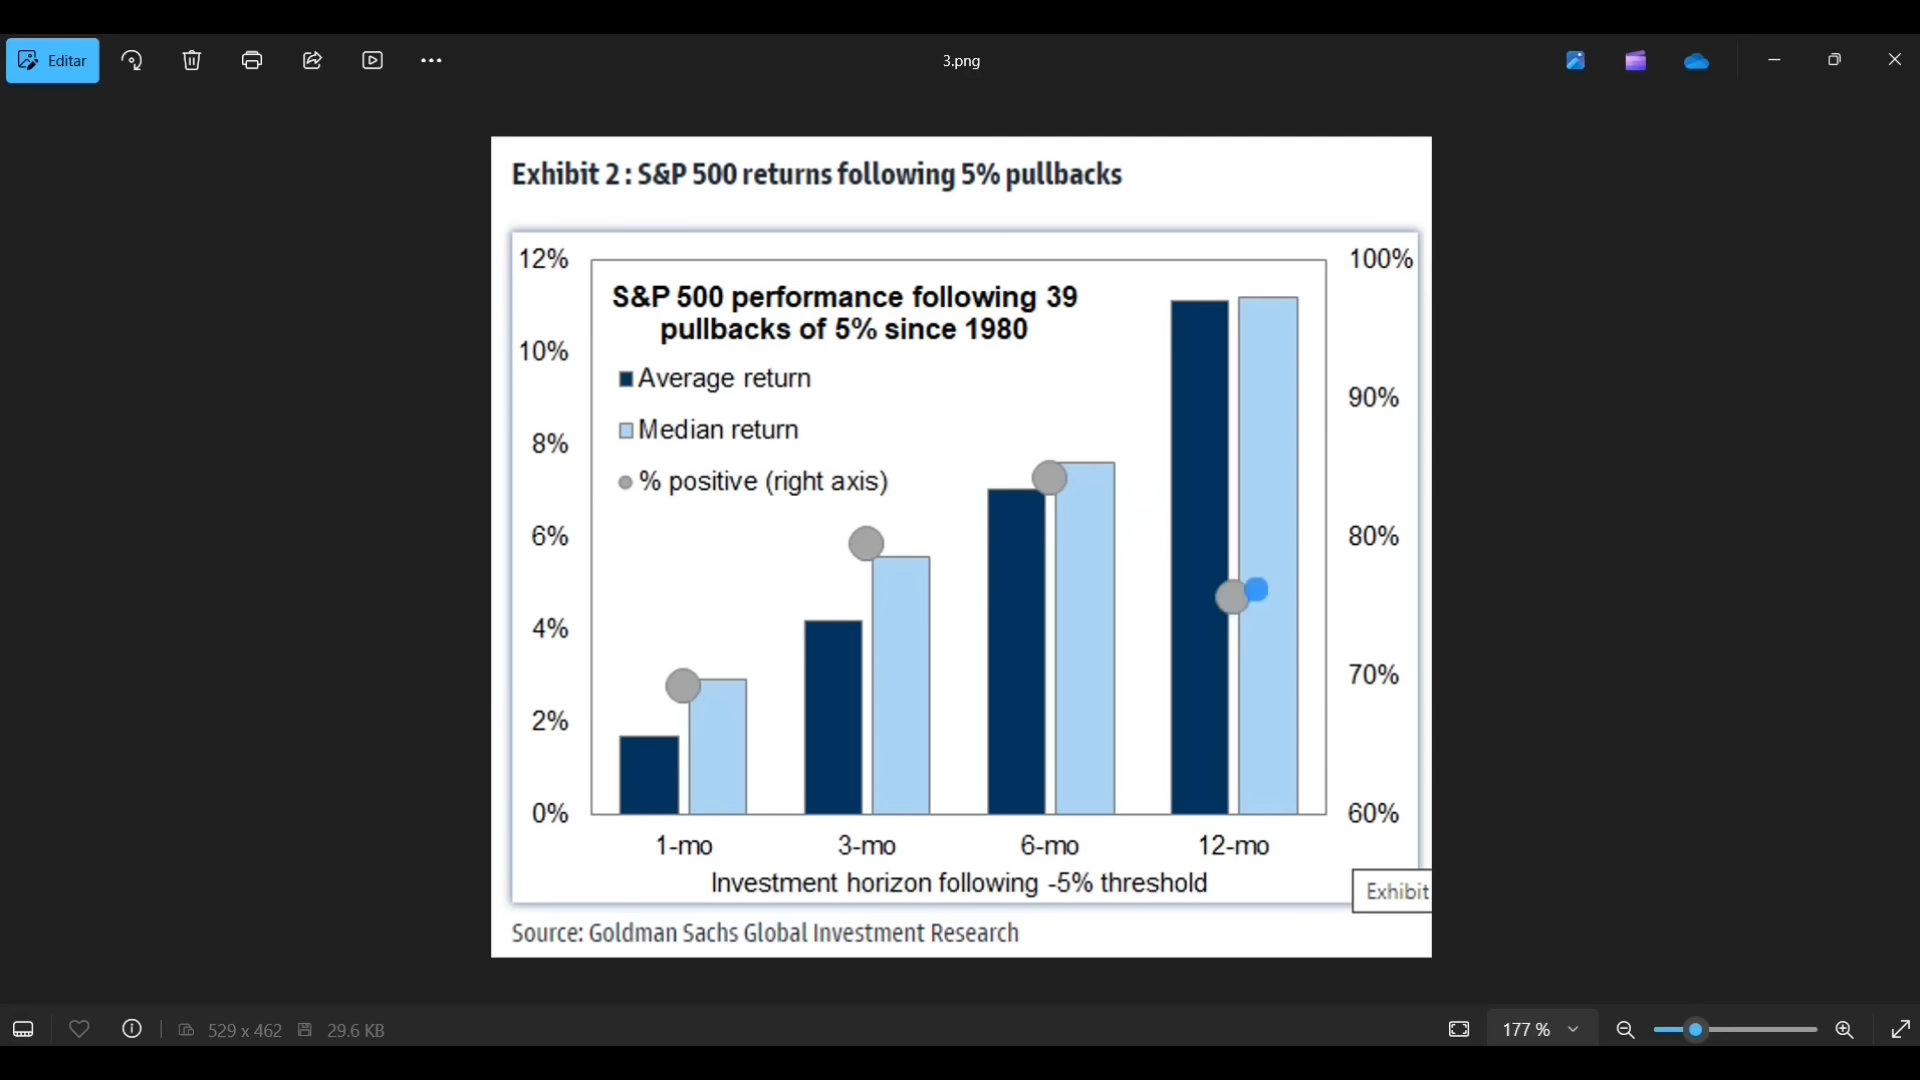 Editar
3.png
Exhibit 2: S&P 500 returns following 5% pullbacks
12%
100%
S&P 500 performance following 39
pullbacks of 5% since 1980
10%
Average return
90%
Median return
8%
% positive (right axis)
6%
80%
4%
70%
2%
0%
60%
1-mo
3-mo
6-mo
12-mo
Investment horizon following -5% threshold
Exhibit
Source: Goldman Sachs Global Investment Research
529 x 462
29.6 KB
177 %